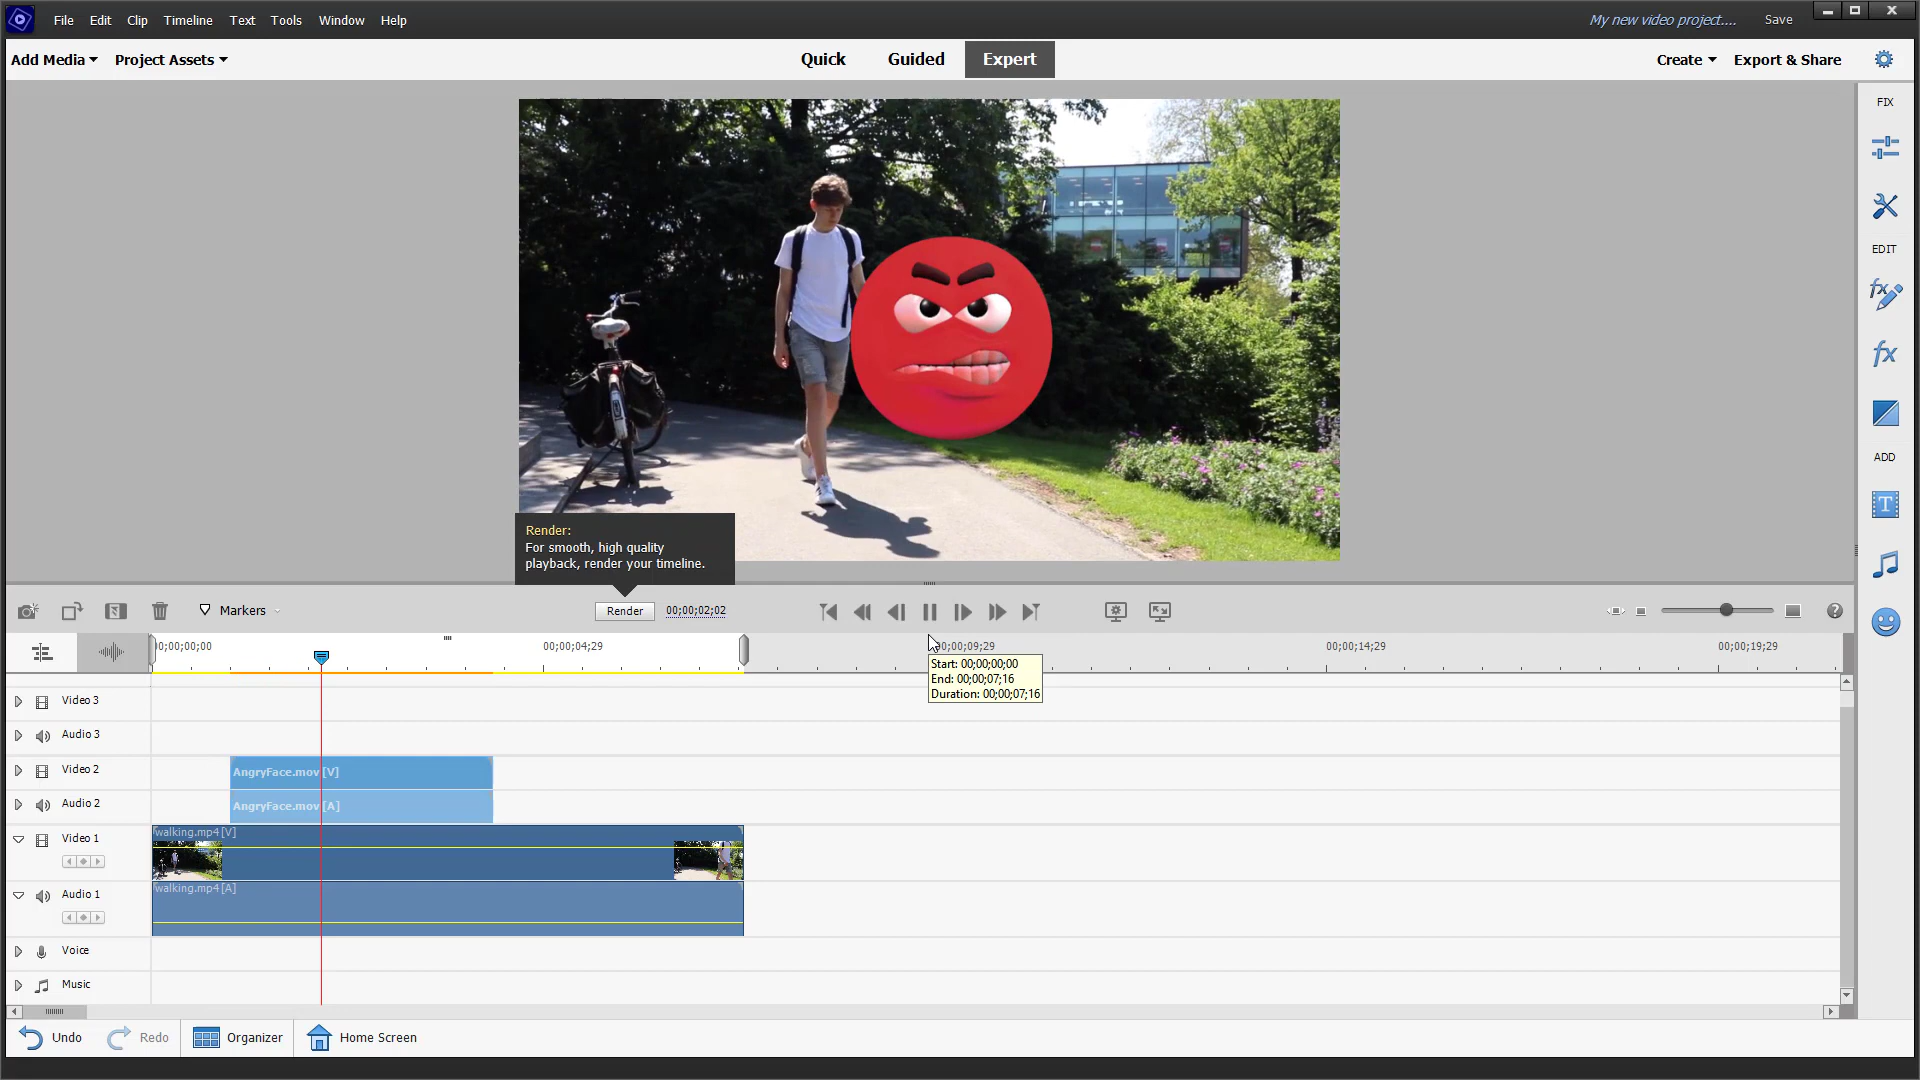 File Edit Clip Timeline Text Tools Window Help
My new video project.... Save
Add Media Project Assets
Quick Guided Expert
Create Export & Share
FIX
EDIT
ADD
Render:
For smooth, high quality
playback, render your timeline.
Markers
Render 00;00;02;02
00;00;00 00;00;04;29 00;00;09;29 00;00;14;29 00;00;19;29
Start: 00;00;00;00
End: 00;00;07;16
Duration: 00;00;07;16
Video 3
Audio 3
Video 2 AngryFace.mov [V]
Audio 2 AngryFace.mov [A]
Video 1 walking.mp4 [V]
Audio 1 walking.mp4 [A]
Voice
Music
Undo Redo Organizer Home Screen